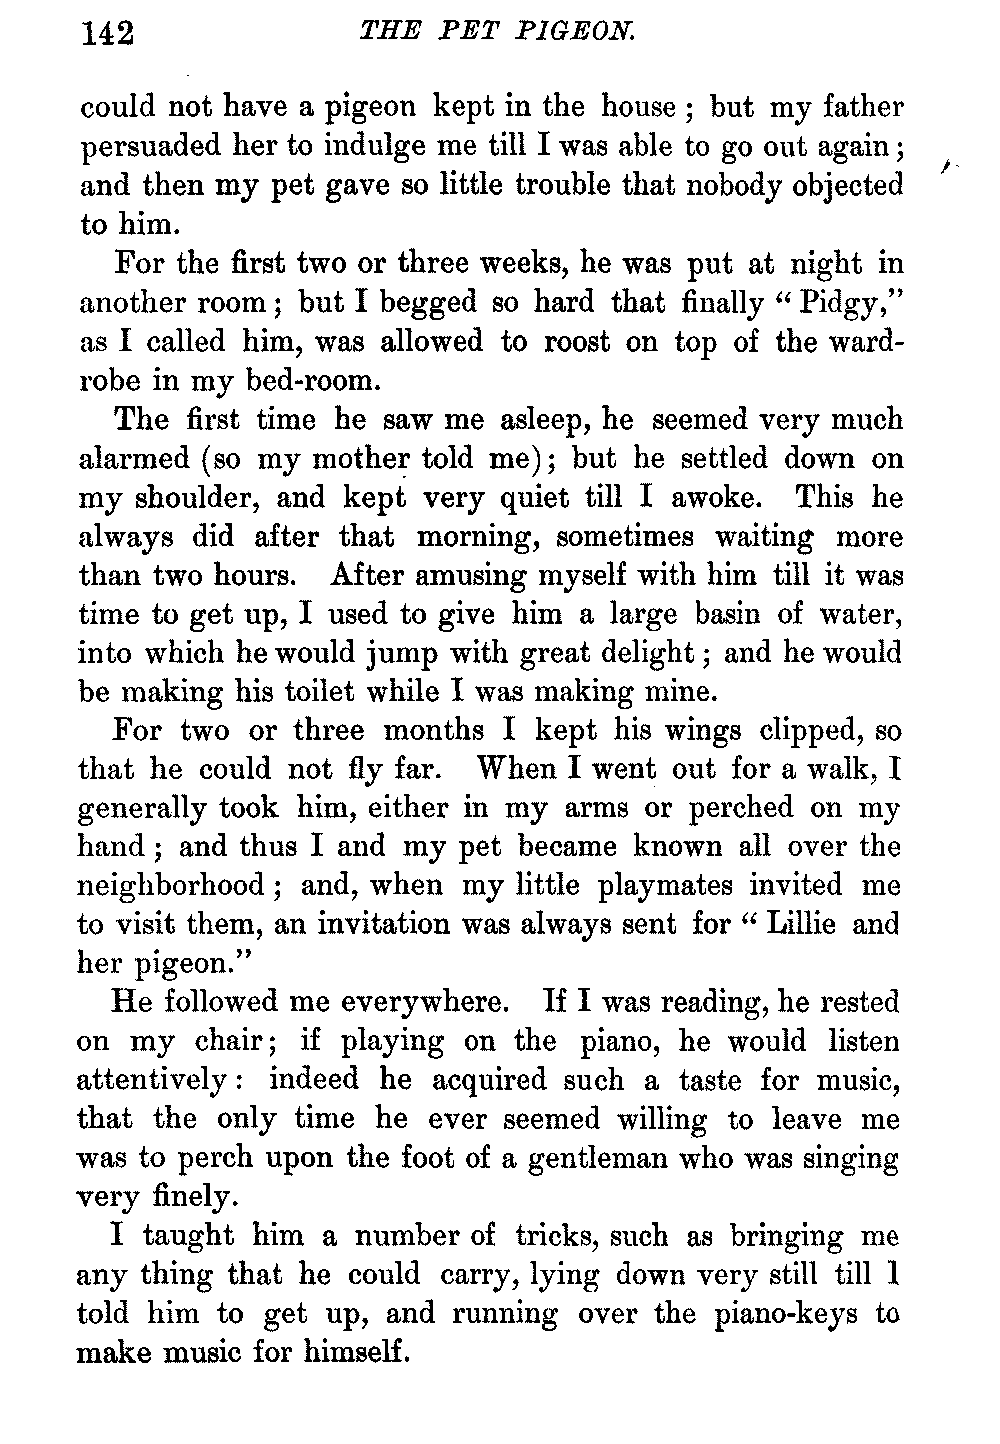 142 THE PET PIGEON.
could not have a pigeon kept in the house ; but my father
persuaded her to indulge me till I was able to go out again ;
and then my pet gave so little trouble that nobody objected
to him.
For the first two or three weeks, he was put at night in
another room ; but I begged so hard that finally “ Pidgy,”
as I called him, was allowed to roost on top of the ward-
robe in my bed-room.
The first time he saw me asleep, he seemed very much
alarmed (so my mother told me) ; but he settled down on
my shoulder, and kept very quiet till I awoke. This he
always did after that morning, sometimes waiting more
than two hours. After amusing myself with him till it was
time to get up, I used to give him a large basin of water,
into which he would jump with great delight ; and he would
be making his toilet while I was making mine.
For two or three months I kept his wings clipped, so
that he could not fly far. When I went out for a walk, I
generally took him, either in my arms or perched on my
hand ; and thus I and my pet became known all over the
neighborhood ; and, when my little playmates invited me
to visit them, an invitation was always sent for “ Lillie and
her pigeon.”
He followed me everywhere. If I was reading, he rested
on my chair ; if playing on the piano, he would listen
attentively : indeed he acquired such a taste for music,
that the only time he ever seemed willing to leave me
was to perch upon the foot of a gentleman who was singing
very finely.
I taught him a number of tricks, such as bringing me
any thing that he could carry, lying down very still till I
told him to get up, and running over the piano-keys to
make music for himself.